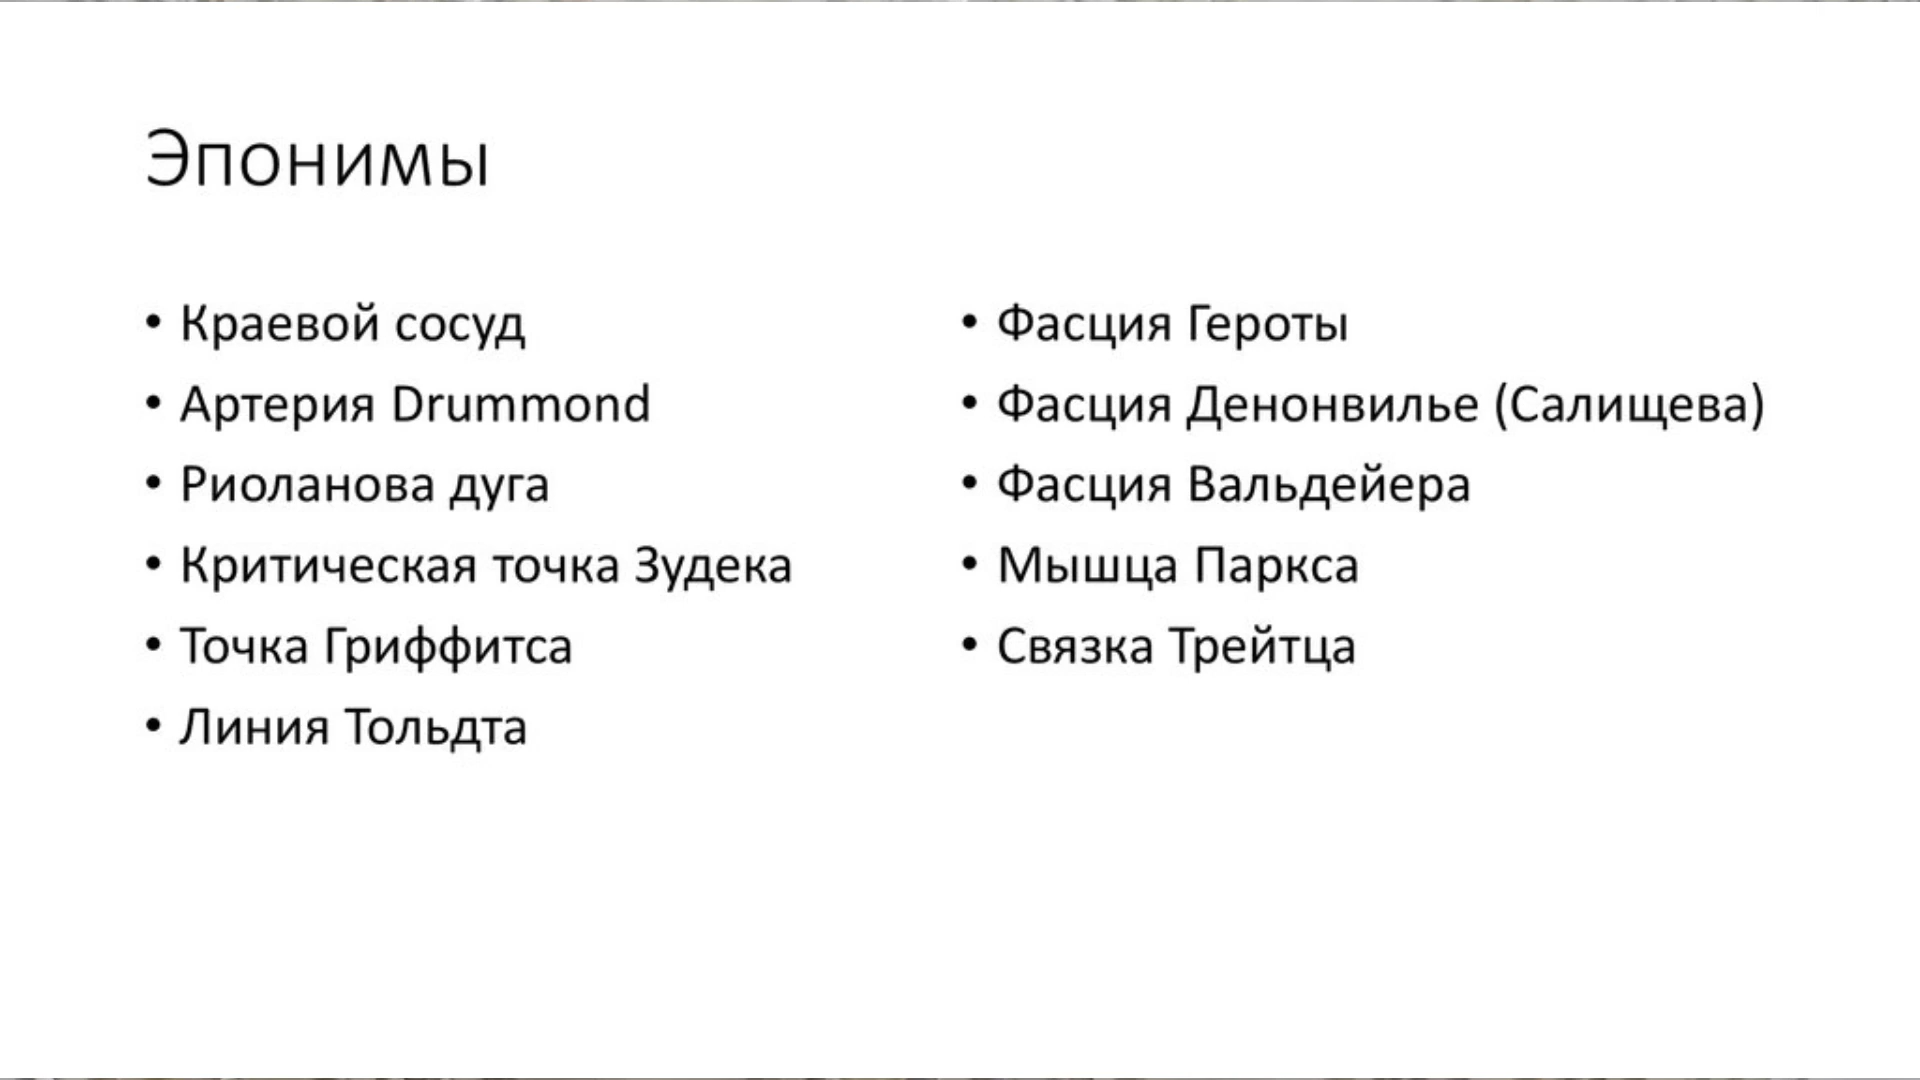 Эпонимы
• Краевой сосуд
• Артерия Drummond
• Риоланова дуга
• Критическая точка Зудека
• Точка Гриффитса
• Линия Тольдта
• Фасция Героты
• Фасция Денонвилье (Салищева)
• Фасция Вальдейера
• Мышца Паркса
• Связка Трейтца